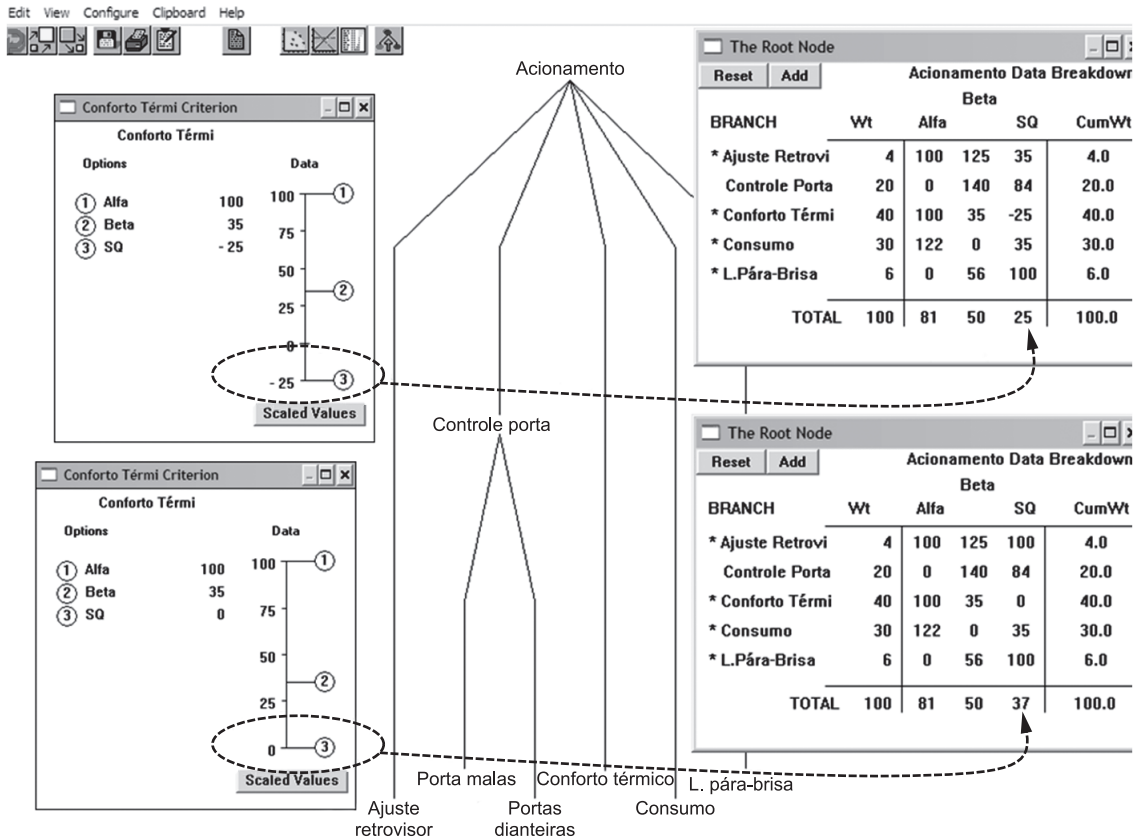 Edit View Configure Clipboard Help
Acionamento
Conforto Térmi Criterion
Conforto Térmi
Options Data
1 Alfa 100
2 Beta 35
3 SQ -25
100
75
50
25
0
-25
1
2
3
Scaled Values
The Root Node
Reset Add Acionamento Data Breakdown
Beta
BRANCH Wt Alfa SQ CumWt
* Ajuste Retrovi 4 100 125 35 4.0
Controle Porta 20 0 140 84 20.0
* Conforto Térmi 40 100 35 -25 40.0
* Consumo 30 122 0 35 30.0
* L.Pára-Brisa 6 0 56 100 6.0
TOTAL 100 81 50 25 100.0
Controle porta
Conforto Térmi Criterion
Conforto Térmi
Options Data
1 Alfa 100
2 Beta 35
3 SQ 0
100
75
50
25
0
1
2
3
Scaled Values
The Root Node
Reset Add Acionamento Data Breakdown
Beta
BRANCH Wt Alfa SQ CumWt
* Ajuste Retrovi 4 100 125 100 4.0
Controle Porta 20 0 140 84 20.0
* Conforto Térmi 40 100 35 0 40.0
* Consumo 30 122 0 35 30.0
* L.Pára-Brisa 6 0 56 100 6.0
TOTAL 100 81 50 37 100.0
Porta malas
Conforto térmico
L. pára-brisa
Ajuste
retrovisor
Portas
dianteiras
Consumo